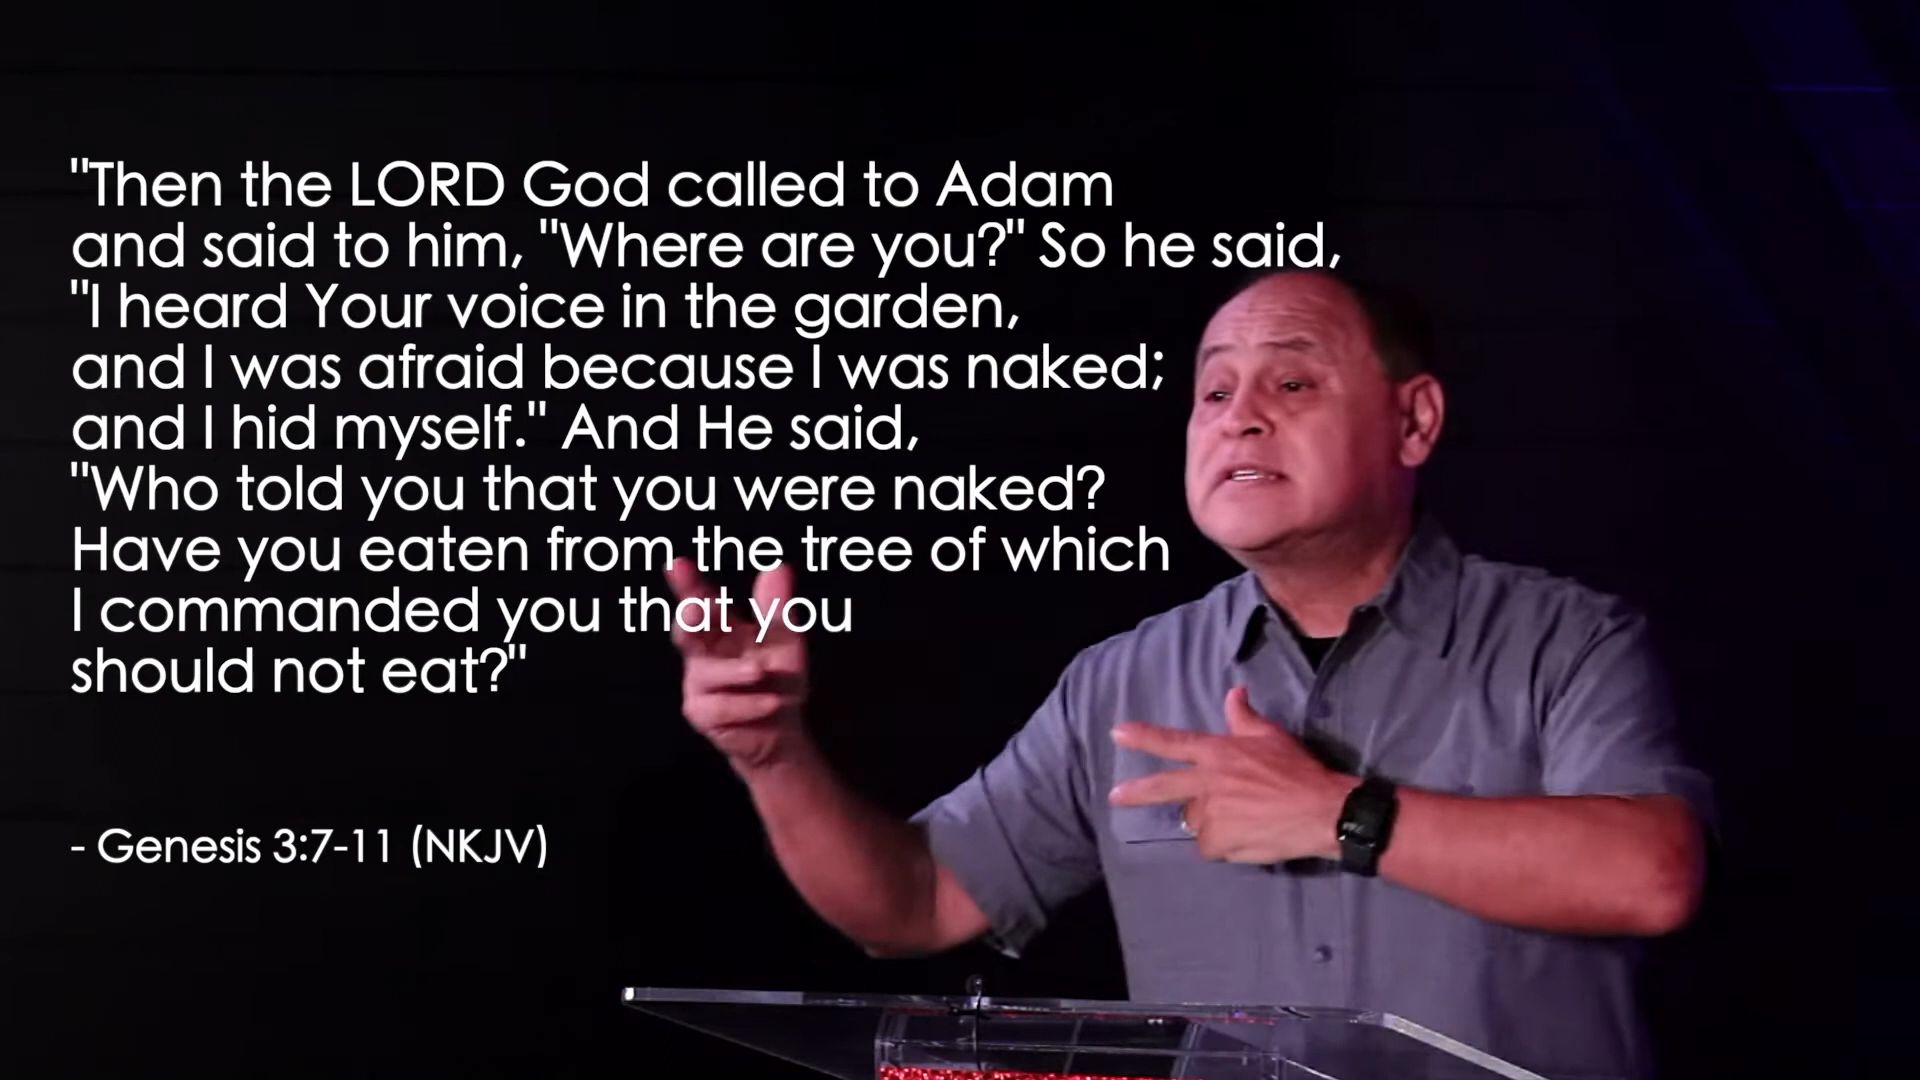 "Then the LORD God called to Adam
and said to him, "Where are you?" So he said,
"I heard Your voice in the garden,
and I was afraid because I was naked;
and I hid myself." And He said,
"Who told you that you were naked?
Have you eaten from the tree of which
I commanded you that you
should not eat?"
- Genesis 3:7-11 (NKJV)